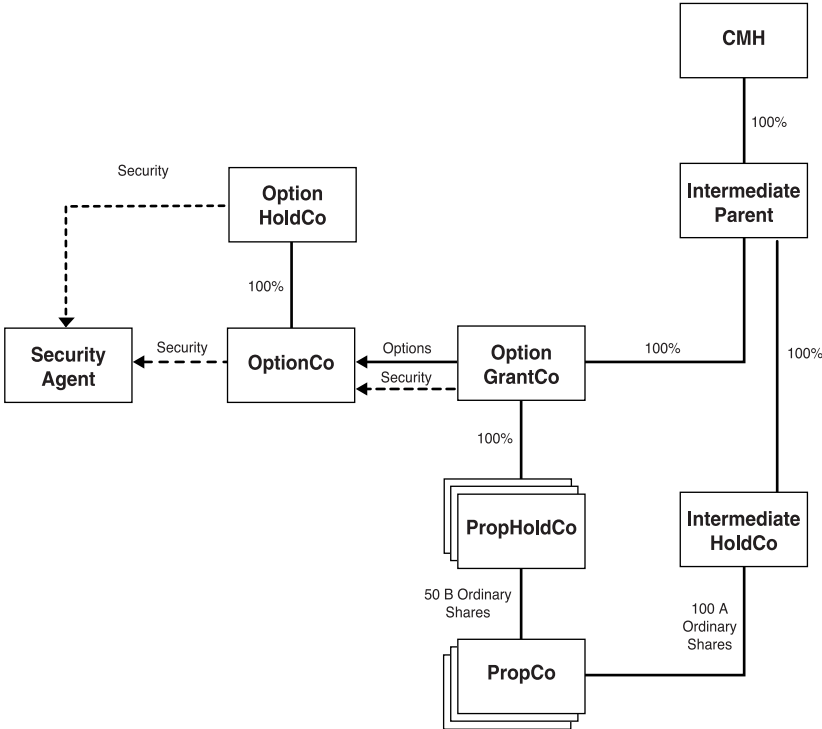 CMH
100%
Security
Option
HoldCo
Intermediate
Parent
100%
Security
Agent
Security
OptionCo
Options
Security
Option
GrantCo
100%
100%
100%
PropHoldCo
Intermediate
HoldCo
50 B Ordinary
Shares
100 A
Ordinary
Shares
PropCo